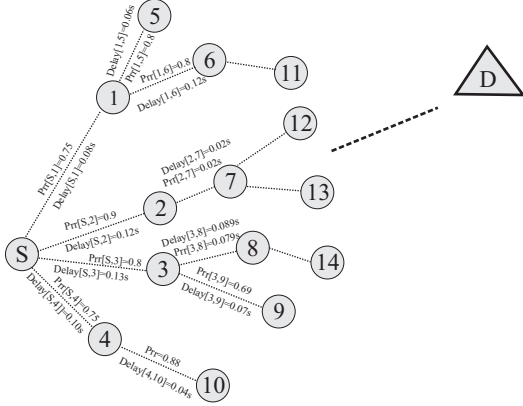 5
Delay[1,5]=0.06s
Prr[1,5]=0.8
6
Prr[1,6]=0.8
Delay[1,6]=0.12s
11
1
D
Prr[S,1]=0.75
Delay[S,1]=0.08s
12
Delay[2,7]=0.02s
Prr[2,7]=0.02s
7
13
2
Prr[S,2]=0.9
Delay[S,2]=0.12s
S
Delay[3,8]=0.089s
Prr[3,8]=0.079s
8
14
Prr[S,3]=0.8
Delay[S,3]=0.13s
3
Prr[3,9]=0.69
Delay[3,9]=0.07s
9
Prr[S,4]=0.75
Delay[S,4]]=0.10s
4
Prr=0.88
Delay[4,10]=0.04s
10